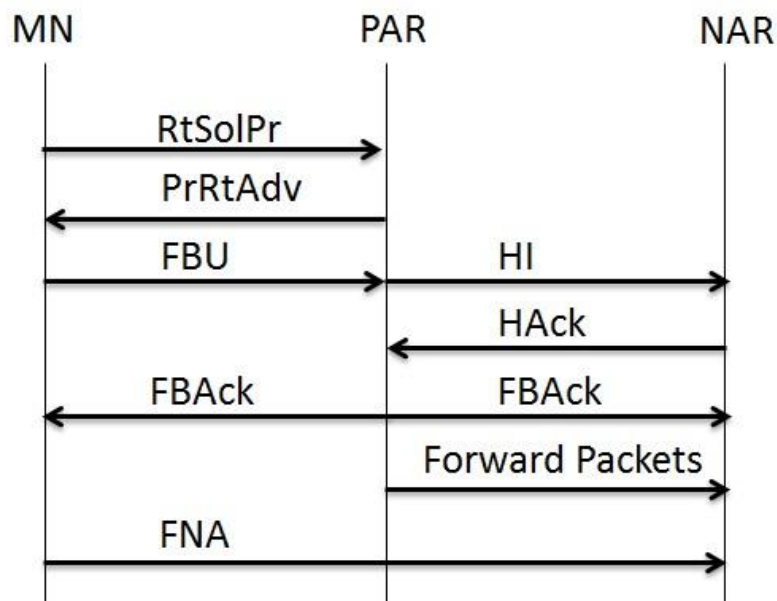 MN PAR NAR
RtSolPr
PrRtAdv
FBU HI
HAck
FBAck FBAck
Forward Packets
FNA